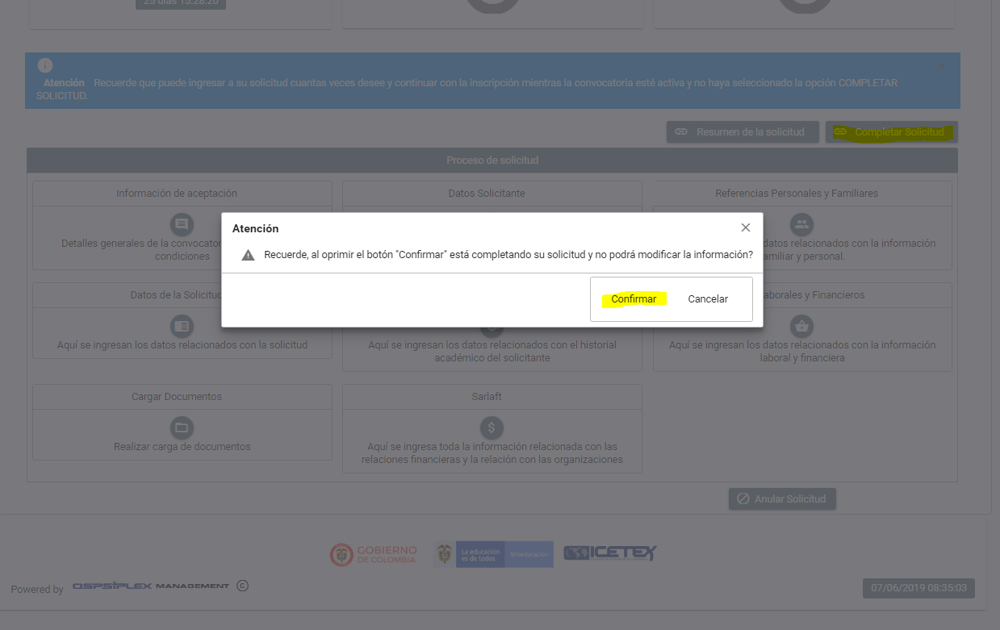 25 días 15:28:20
Atención Recuerde que puede ingresar a su solicitud cuantas veces desee y continuar con la inscripción mientras la convocatoria esté activa y no haya seleccionado la opción COMPLETAR
SOLICITUD.
Resumen de la solicitud
Completar Solicitud
Proceso de solicitud
Información de aceptación
Datos Solicitante
Referencias Personales y Familiares
Atención
Recuerde, al oprimir el botón "Confirmar" está completando su solicitud y no podrá modificar la información?
Confirmar
Cancelar
Detalles generales de la
condiciones
datos relacionados con la información
familiar y personal.
Datos de la Solicitud
Laborales y Financieros
Aquí se ingresan los datos relacionados con la solicitud
Aquí se ingresan los datos relacionados con el historial
académico del solicitante
Aquí se ingresan los datos relacionados con la información
laboral y financiera
Cargar Documentos
Sarlaft
Realizar carga de documentos
Aquí se ingresa toda la información relacionada con las
relaciones financieras y la relación con las organizaciones
Anular Solicitud
GOBIERNO
DE COLOMBIA
La educación
es de todos
Mineducación
ICETEX
Powered by
MANAGEMENT ©
07/06/2019 08:35:03